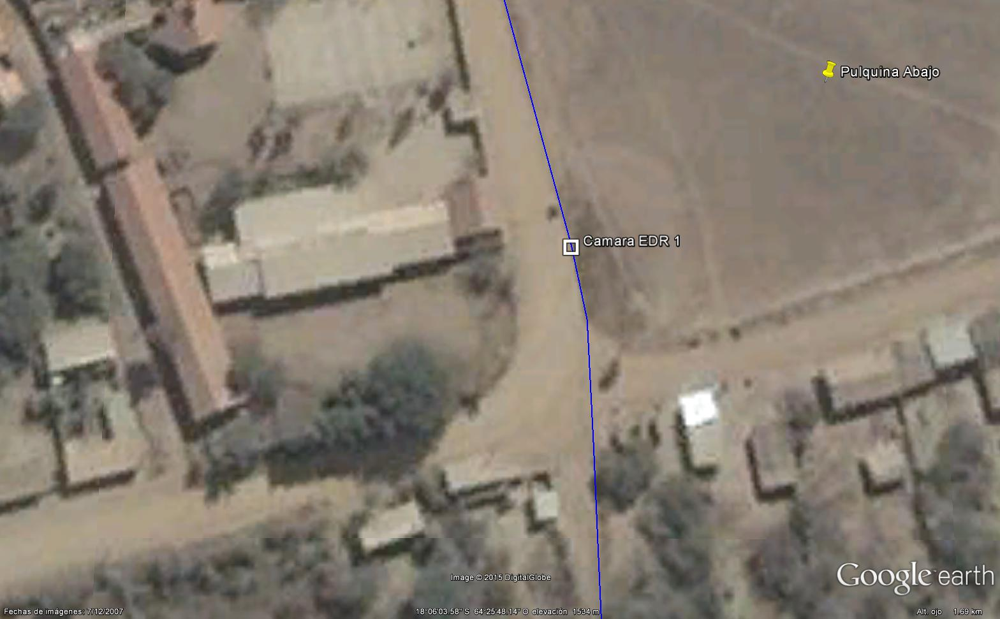 Pulquina Abajo
Camara EDR 1
Image © 2015 DigitalGlobe
Google earth
Fechas de imágenes: 7/12/2007
18°06'03.58" S 64°25'48.14" O elevación 1534 m
Alt. ojo 1.69 km